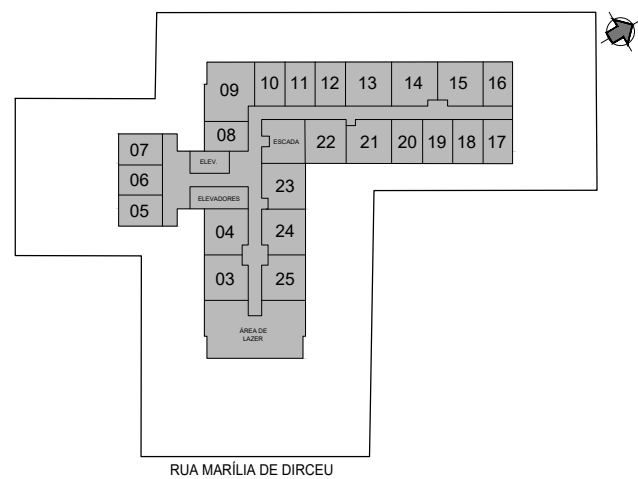 09 10 11 12 13 14 15 16
08 ESCADA 22 21 20 19 18 17
07
ELEV.
06
23
ELEVADORES
05
04 24
03 25
ÁREA DE
LAZER
RUA MARÍLIA DE DIRCEU